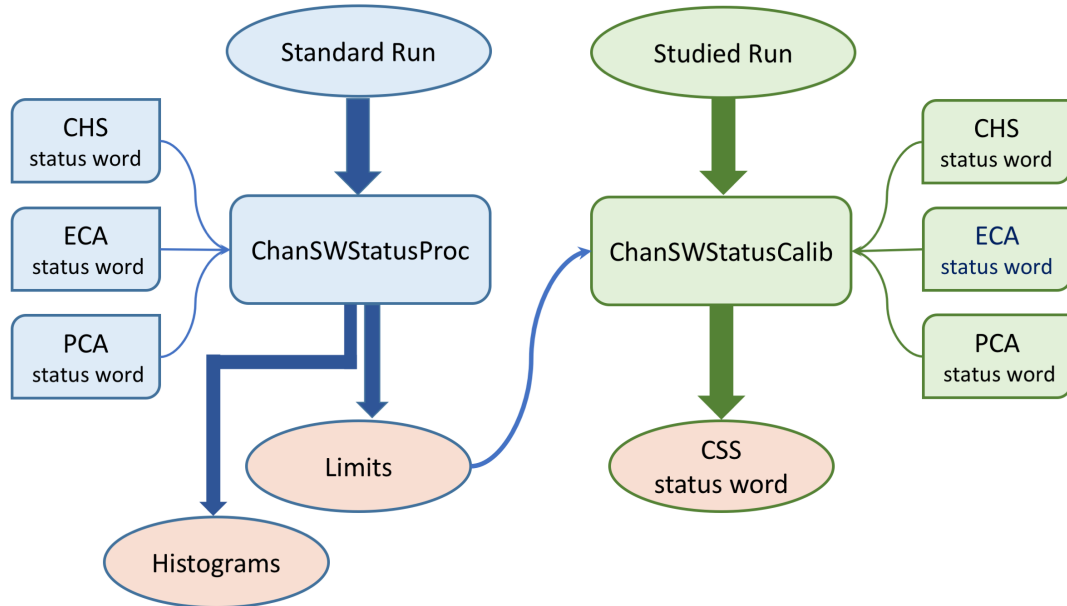 Standard Run
Studied Run
CHS
status word
ECA
status word
PCA
status word
ChanSWStatusProc
ChanSWStatusCalib
CHS
status word
ECA
status word
PCA
status word
Limits
CSS
status word
Histograms